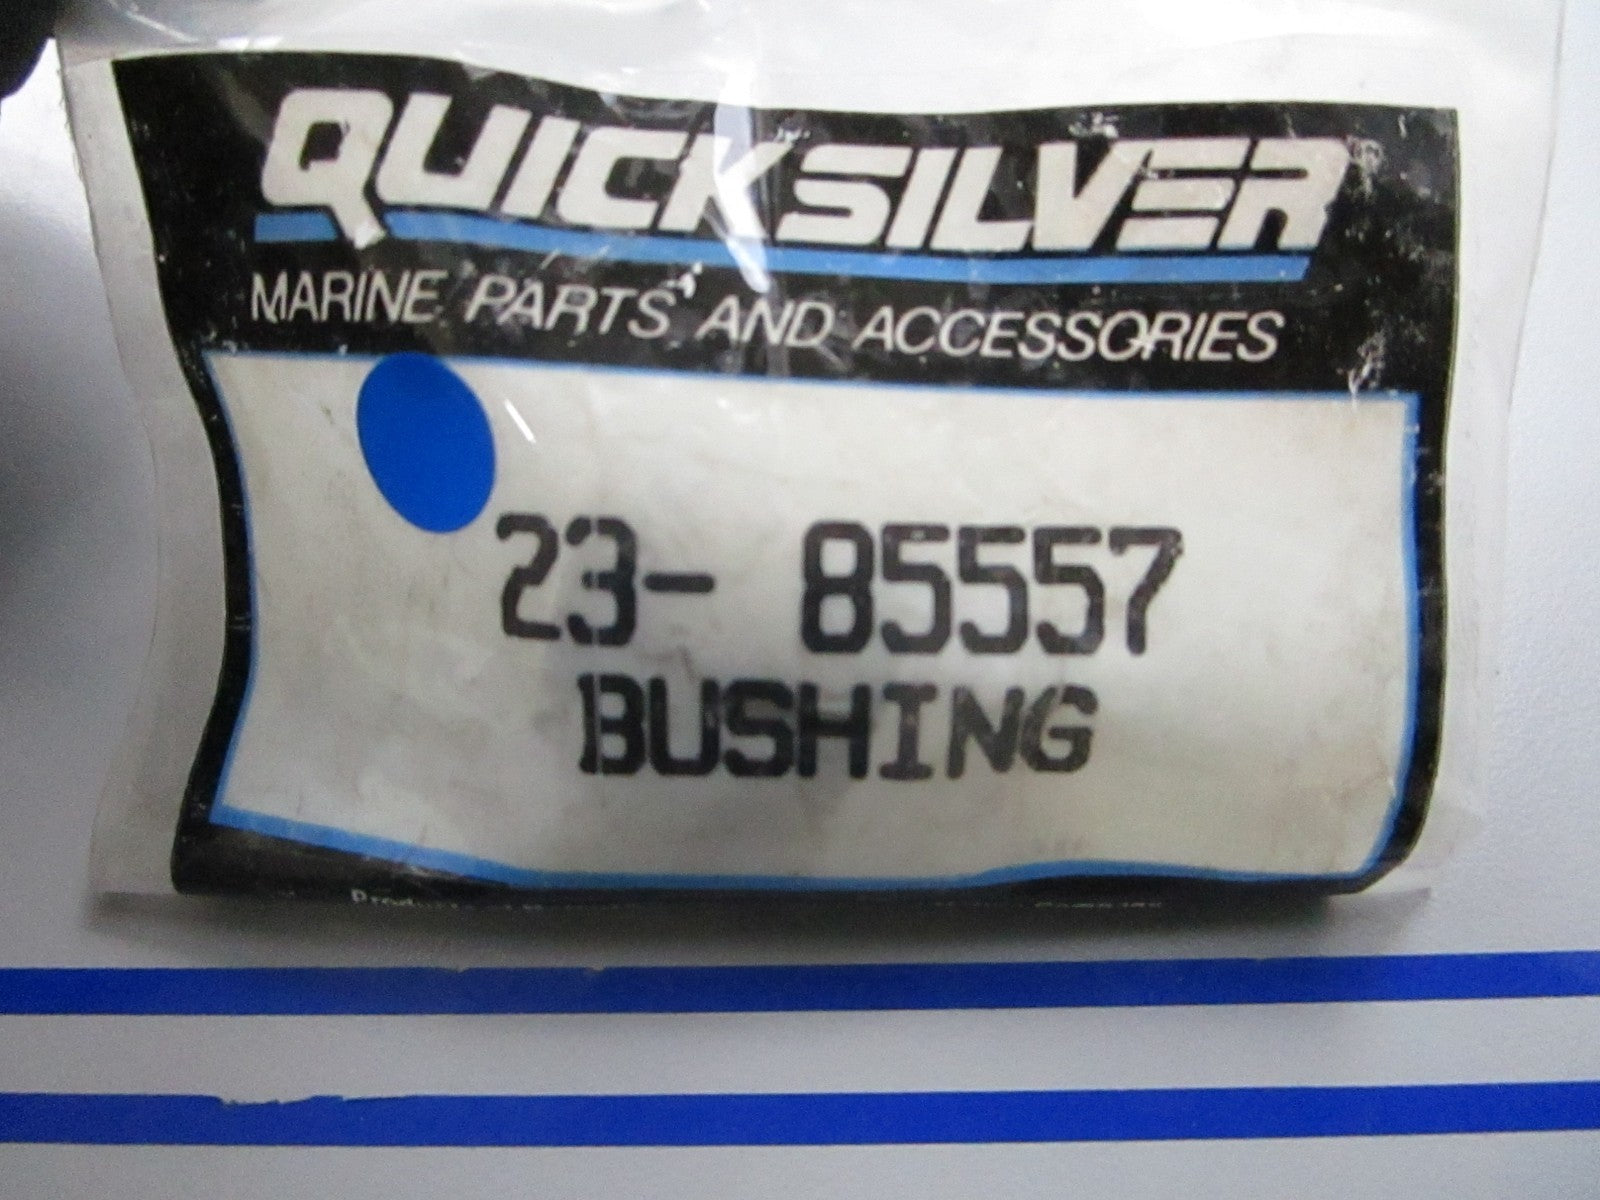 QUICKSILVER
MARINE PARTS AND ACCESSORIES
23- 85557
BUSHING